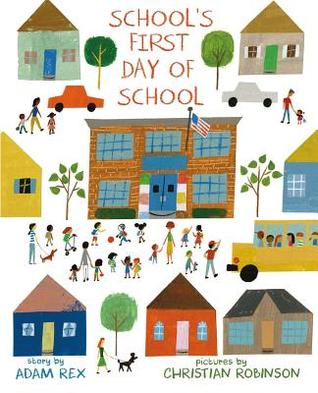 SCHOOL'S
FIRST
DAY OF
SCHOOL
story by
ADAM REX
pictures by
CHRISTIAN ROBINSON